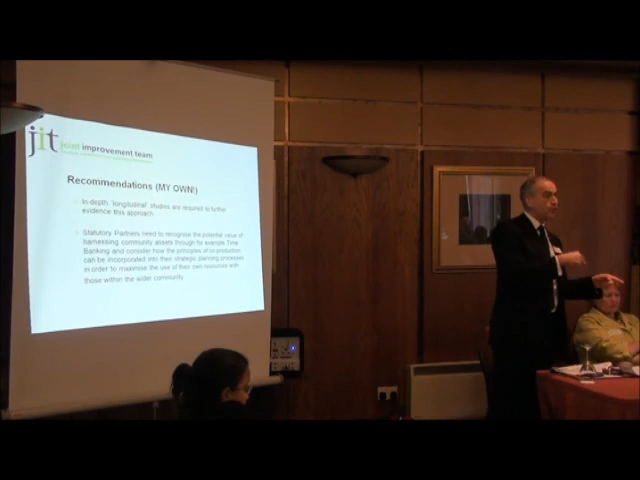 jit joint improvement team
Recommendations (MY OWN!)
In-depth 'longitudinal' studies are required to further
evidence this approach.
Statutory Partners need to recognise the potential value of
harnessing community assets through for example Time
Banking and consider how the principles of co-production
can be incorporated into their strategic planning processes
in order to maximise the use of their own resources with
those within the wider community